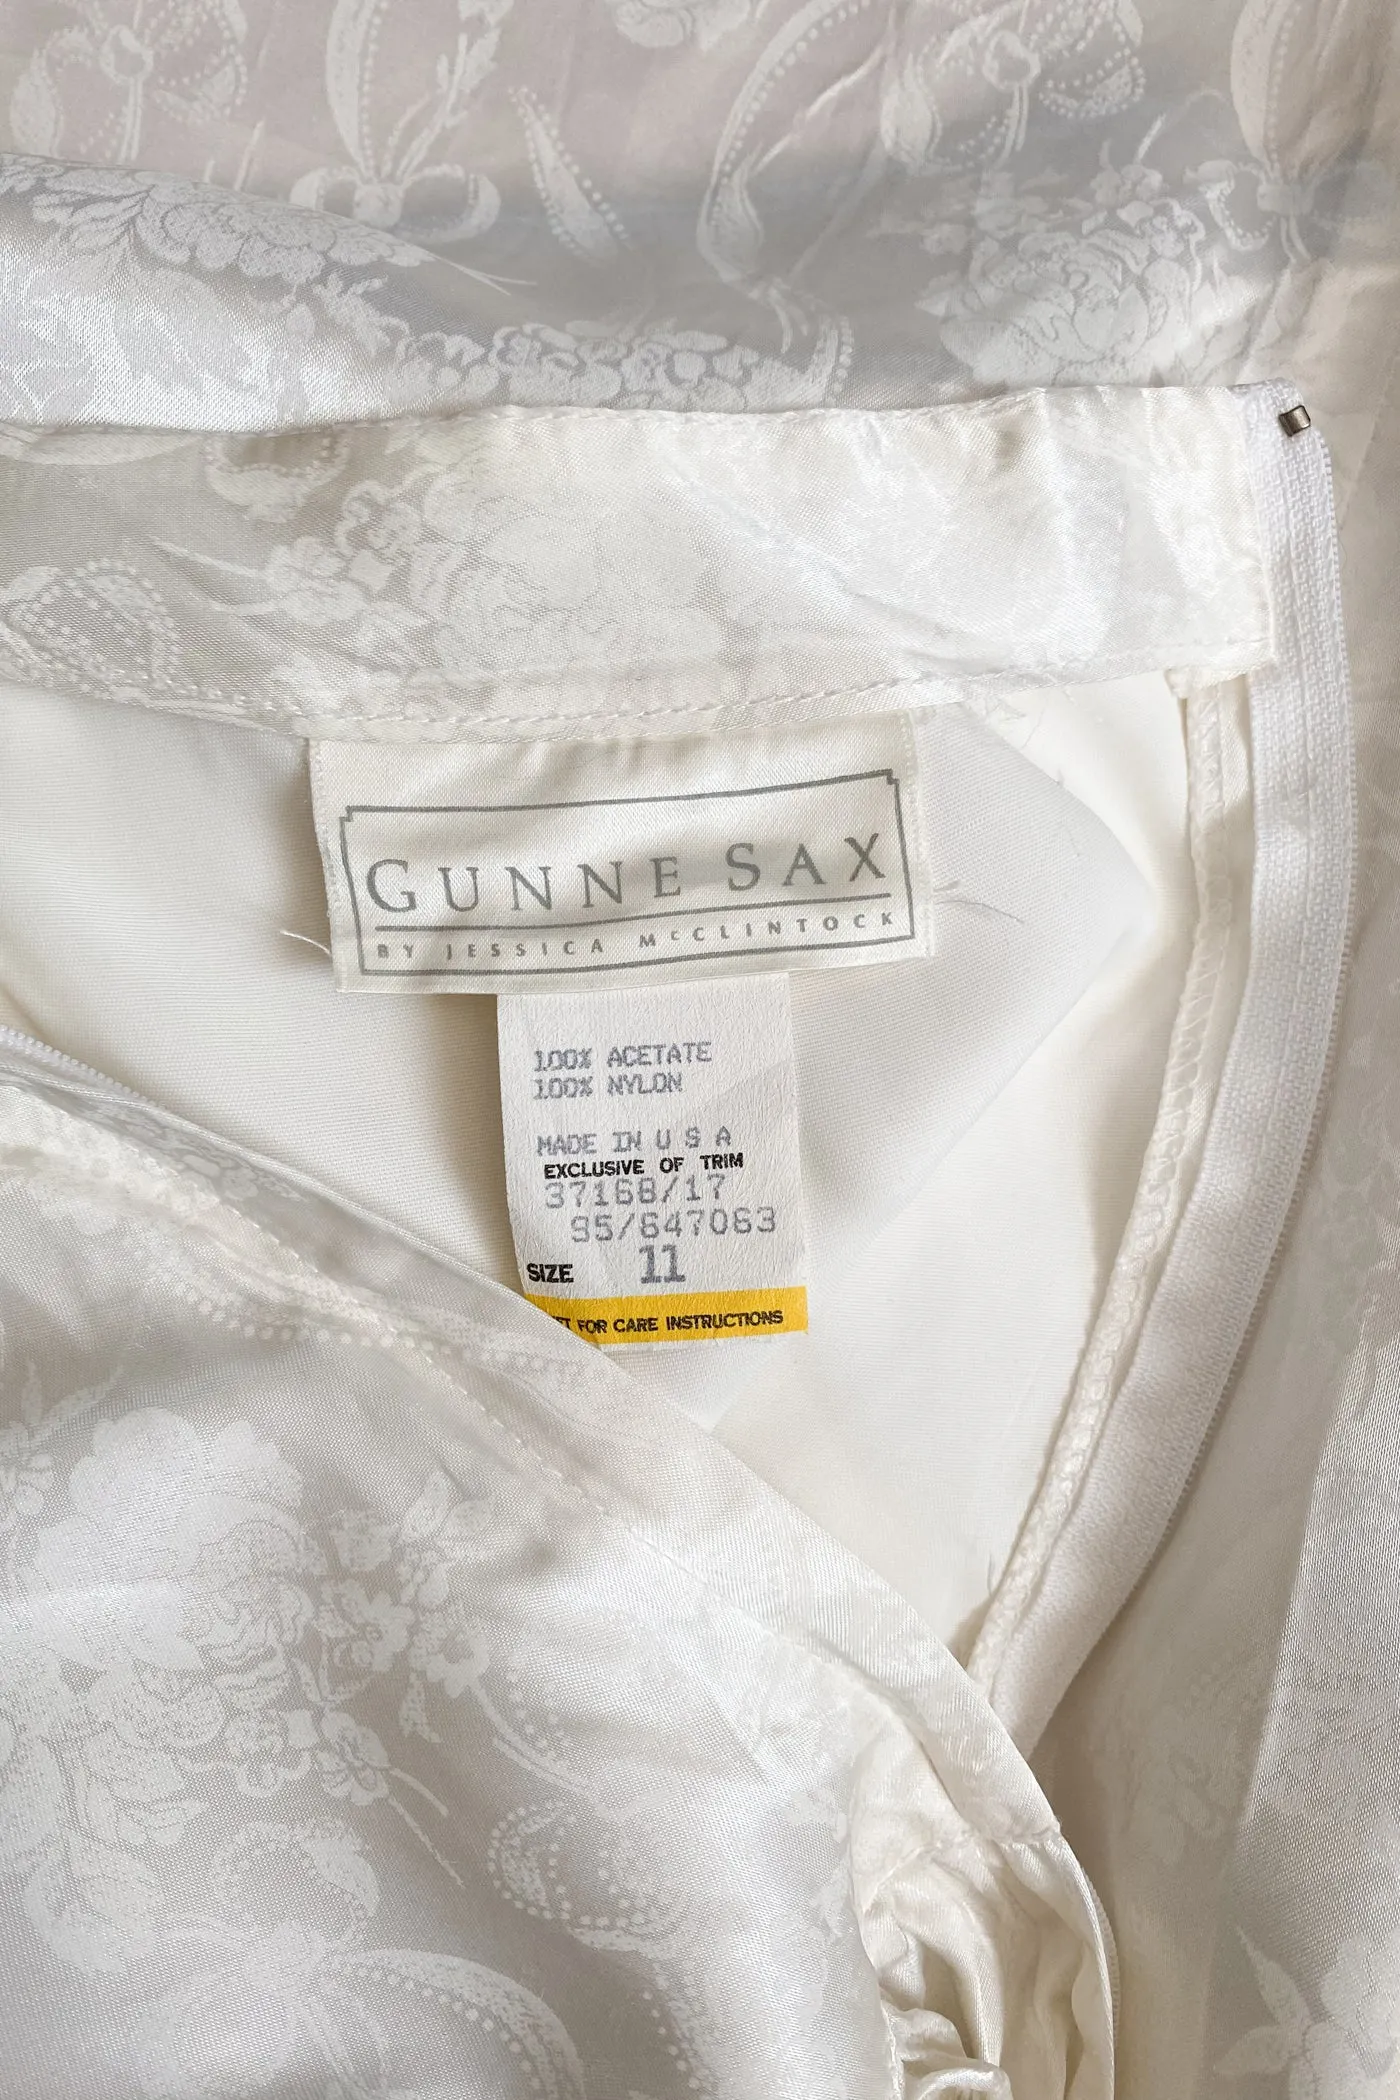 GUNNE SAX
BY JESSICA McCLINTOCK
100% ACETATE
100% NYLON
MADE IN U S A
EXCLUSIVE OF TRIM
37168/17
95/647063
SIZE 11
FOR CARE INSTRUCTIONS